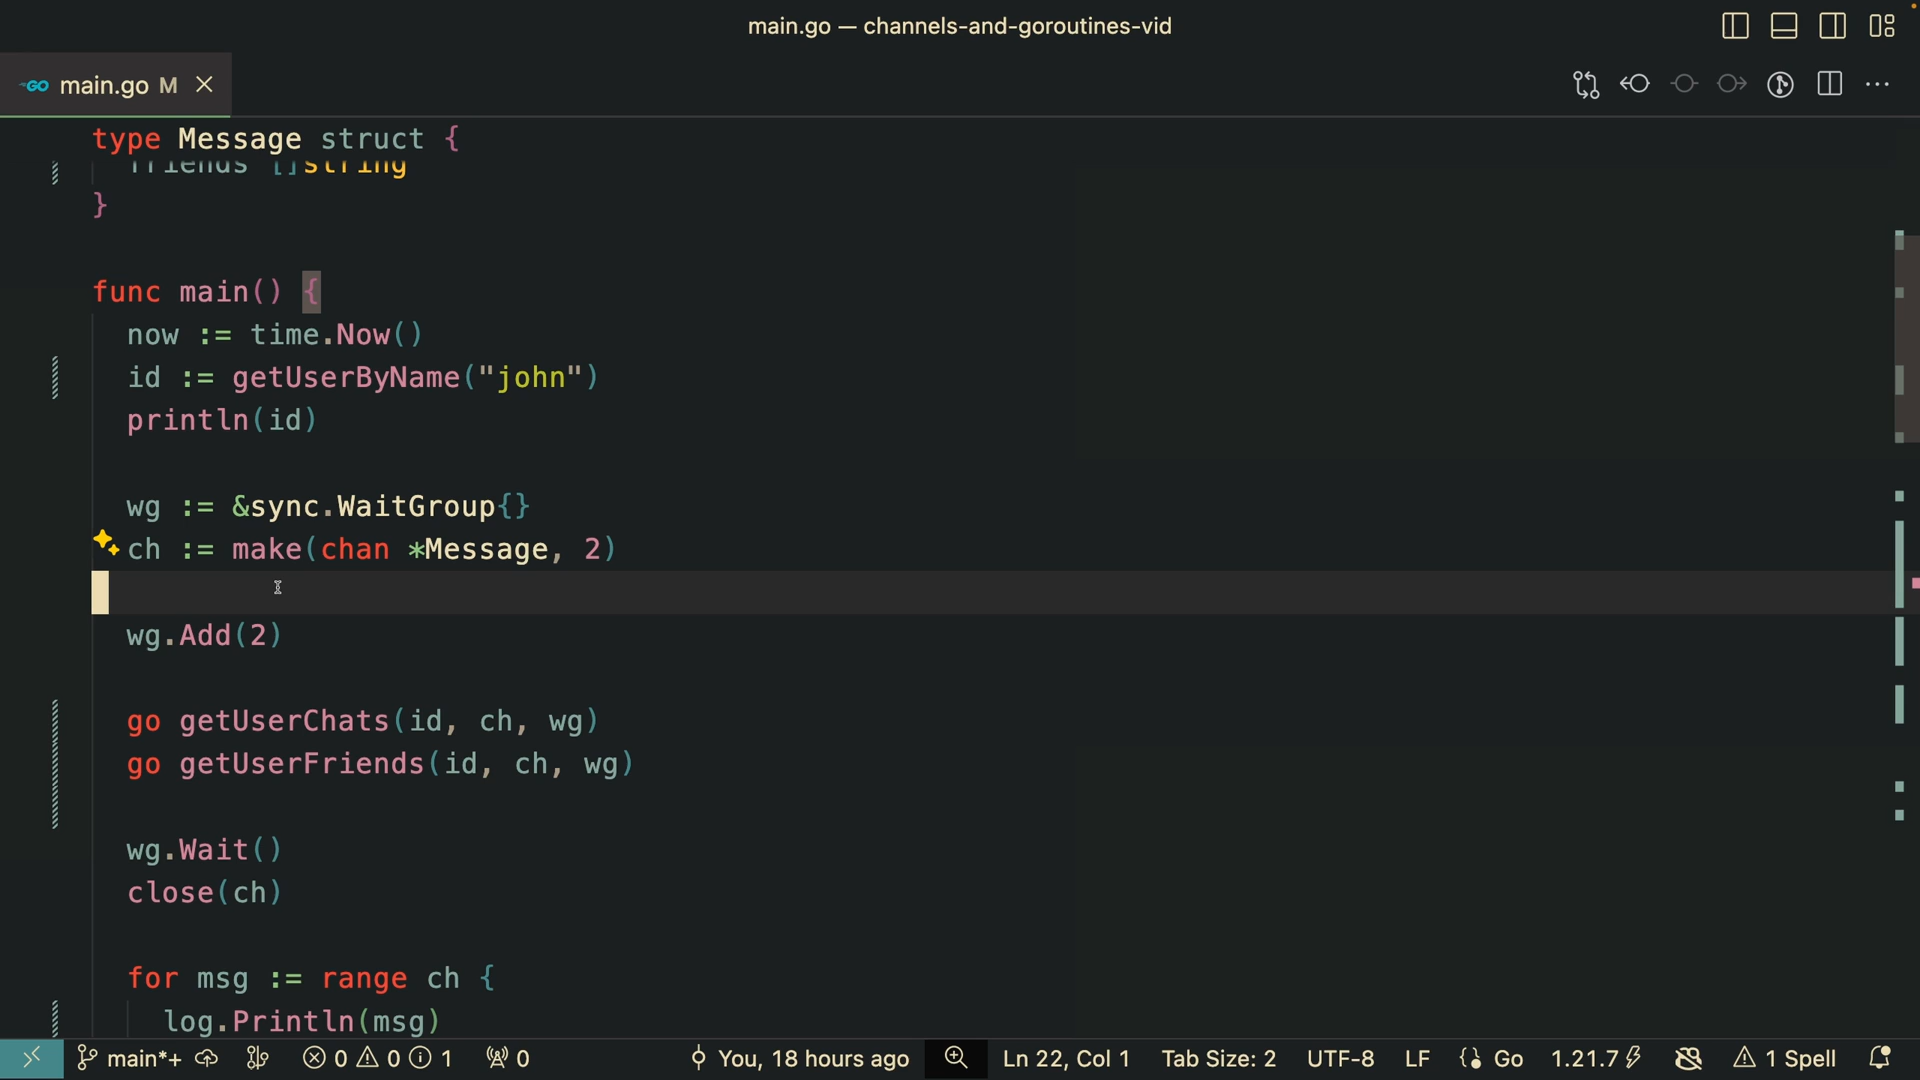 main.go — channels-and-goroutines-vid
GO main.go M
type Message struct {
friends []string
}
func main() {
now := time.Now()
id := getUserByName("john")
println(id)
wg := &sync.WaitGroup{}
ch := make(chan *Message, 2)
wg.Add(2)
go getUserChats(id, ch, wg)
go getUserFriends(id, ch, wg)
wg.Wait()
close(ch)
for msg := range ch {
log.Println(msg)
main*+ 0 0 1 0 You, 18 hours ago Ln 22, Col 1 Tab Size: 2 UTF-8 LF Go 1.21.7 1 Spell